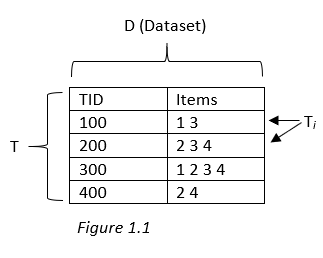 D (Dataset)
TID Items
100 1 3
Ti
200 2 3 4
T
300 1 2 3 4
400 2 4
Figure 1.1